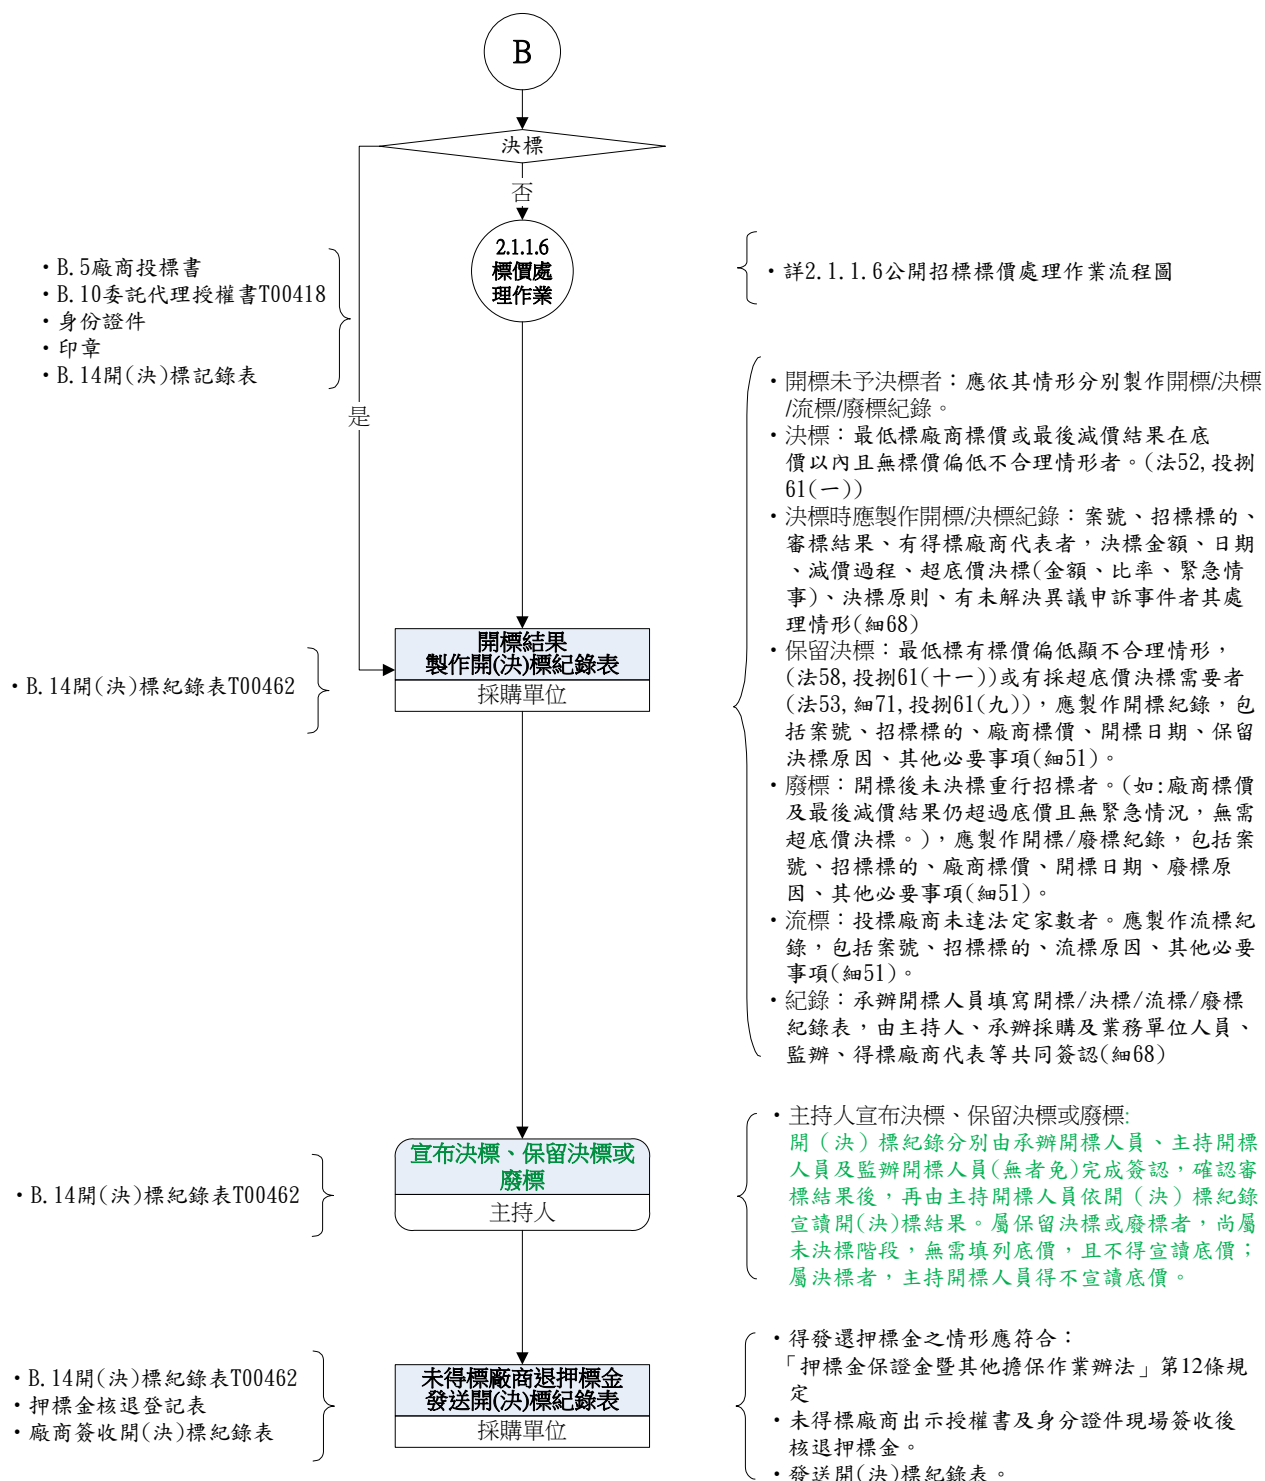 B
決標
否
2.1.1.6
標價處
理作業
是
・B.5廠商投標書
・B.10委託代理授權書T00418
・身份證件
・印章
・B.14開(決)標記錄表
・詳2.1.1.6公開招標標價處理作業流程圖
・開標未予決標者：應依其情形分別製作開標/決標
/流標/廢標紀錄。
・決標：最低標廠商標價或最後減價結果在底
價以內且無標價偏低不合理情形者。(法52,投捌
61(一))
・決標時應製作開標/決標紀錄：案號、招標標的、
審標結果、有得標廠商代表者，決標金額、日期
、減價過程、超底價決標(金額、比率、緊急情
事)、決標原則、有未解決異議申訴事件者其處
理情形(細68)
・保留決標：最低標有標價偏低顯不合理情形，
(法58,投捌61(十一))或有採超底價決標需要者
(法53,細71,投捌61(九))，應製作開標紀錄，包
括案號、招標標的、廠商標價、開標日期、保留
決標原因、其他必要事項(細51)。
・廢標：開標後未決標重行招標者。(如:廠商標價
及最後減價結果仍超過底價且無緊急情況，無需
超底價決標。)，應製作開標/廢標紀錄，包括案
號、招標標的、廠商標價、開標日期、廢標原
因、其他必要事項(細51)。
・流標：投標廠商未達法定家數者。應製作流標紀
錄，包括案號、招標標的、流標原因、其他必要
事項(細51)。
・紀錄：承辦開標人員填寫開標/決標/流標/廢標
紀錄表，由主持人、承辦採購及業務單位人員、
監辦、得標廠商代表等共同簽認(細68)
開標結果
製作開(決)標紀錄表
採購單位
・B.14開(決)標紀錄表T00462
宣布決標、保留決標或
廢標
主持人
・B.14開(決)標紀錄表T00462
・主持人宣布決標、保留決標或廢標:
開（決）標紀錄分別由承辦開標人員、主持開標
人員及監辦開標人員(無者免)完成簽認，確認審
標結果後，再由主持開標人員依開（決）標紀錄
宣讀開(決)標結果。屬保留決標或廢標者，尚屬
未決標階段，無需填列底價，且不得宣讀底價；
屬決標者，主持開標人員得不宣讀底價。
未得標廠商退押標金
發送開(決)標紀錄表
採購單位
・B.14開(決)標紀錄表T00462
・押標金核退登記表
・廠商簽收開(決)標紀錄表
・得發還押標金之情形應符合：
「押標金保證金暨其他擔保作業辦法」第12條規
定
・未得標廠商出示授權書及身分證件現場簽收後
核退押標金。
・發送開(決)標紀錄表。